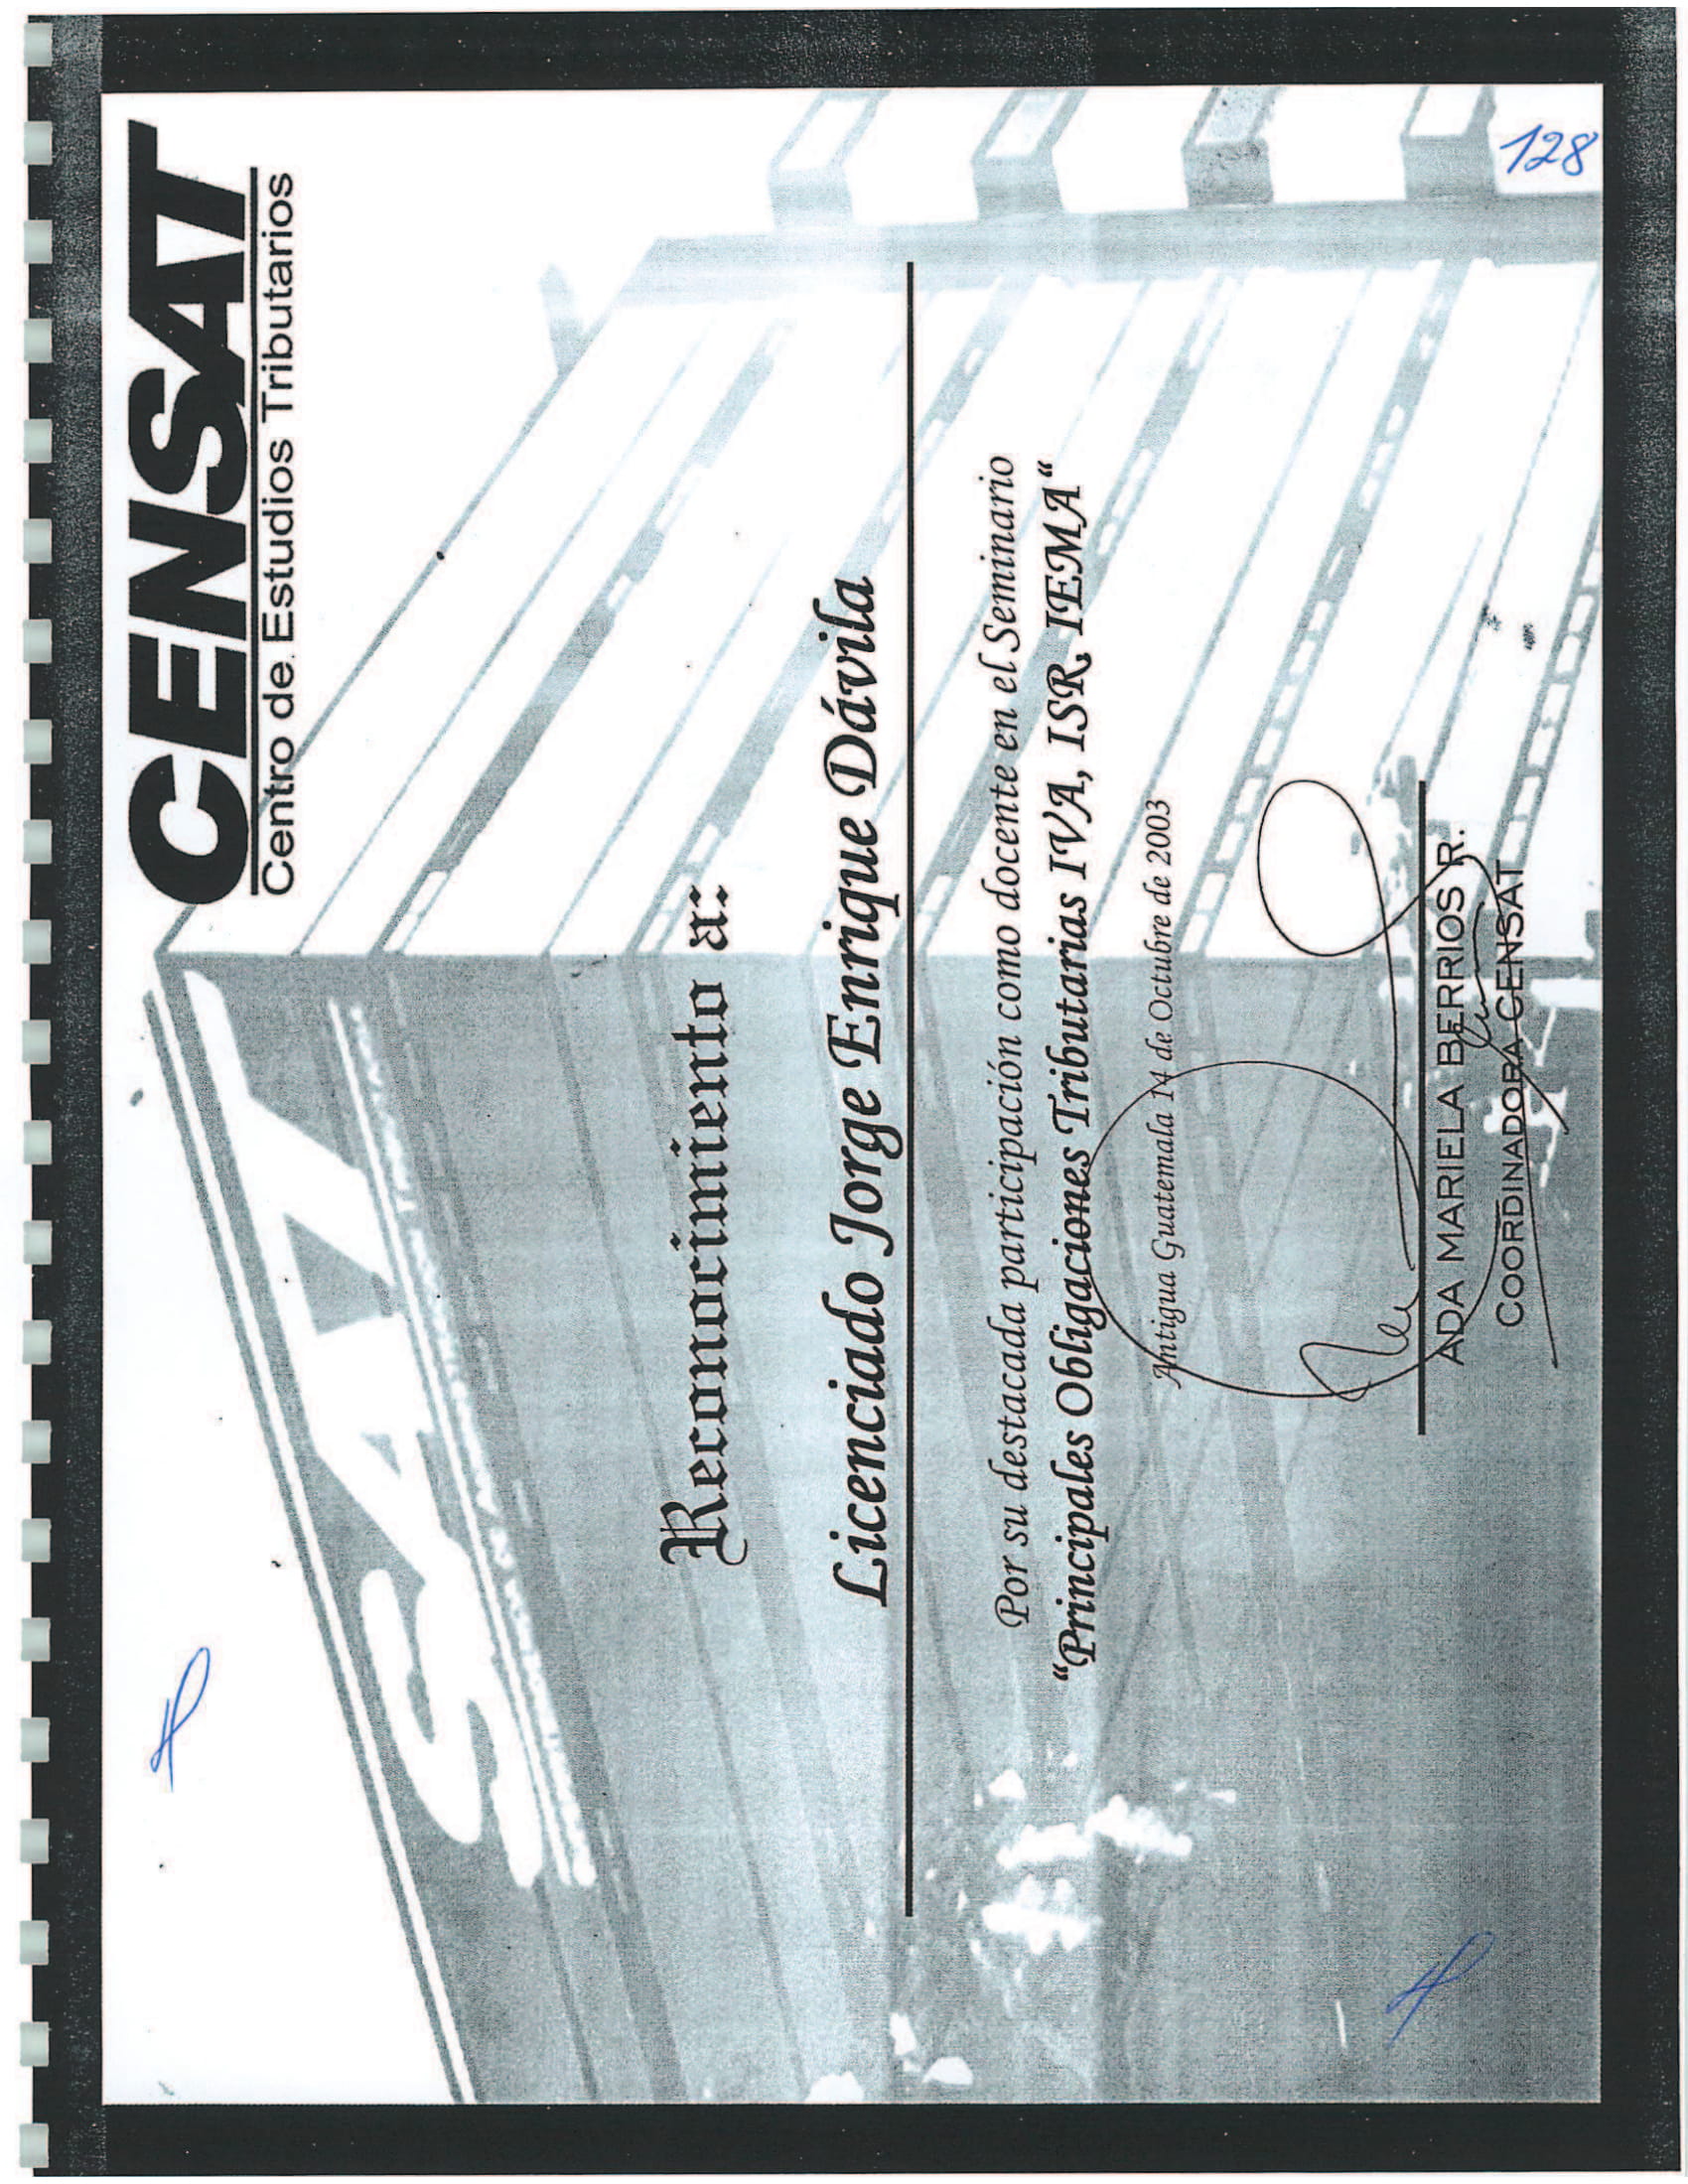 CENSAT
Centro de Estudios Tributarios
SAT
Reconocimiento a:
Licenciado Jorge Enrique Dávila
Por su destacada participación como docente en el Seminario
“Principales Obligaciones Tributarias IVA, ISR, IEMA“
Antigua Guatemala 14 de Octubre de 2003
ADA MARIELA BERRIOS R.
COORDINADORA CENSAT
128